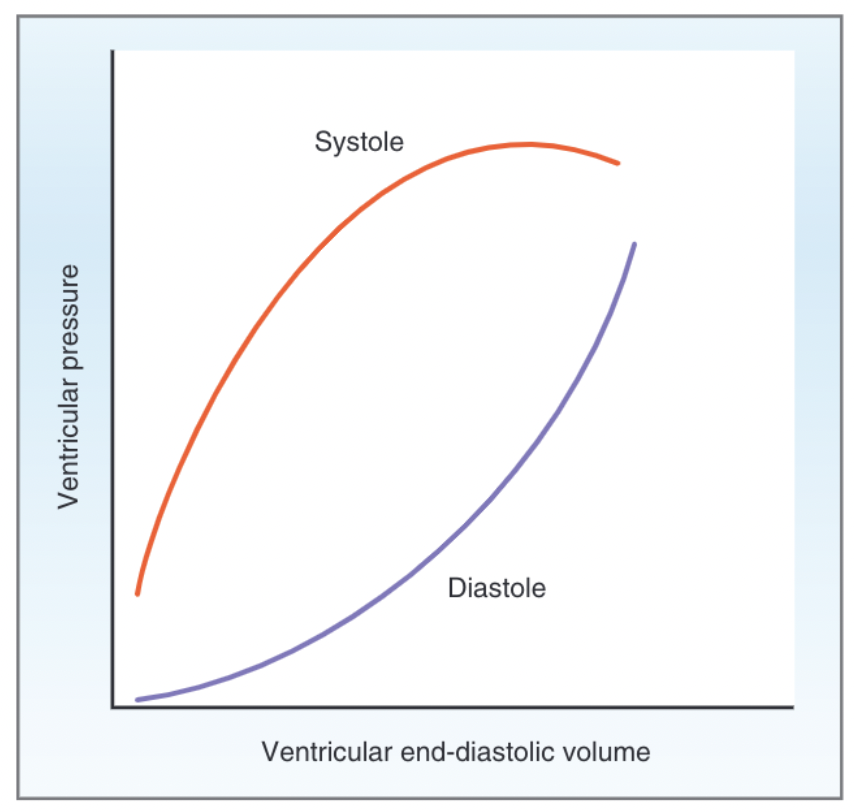 Systole
Ventricular pressure
Diastole
Ventricular end-diastolic volume